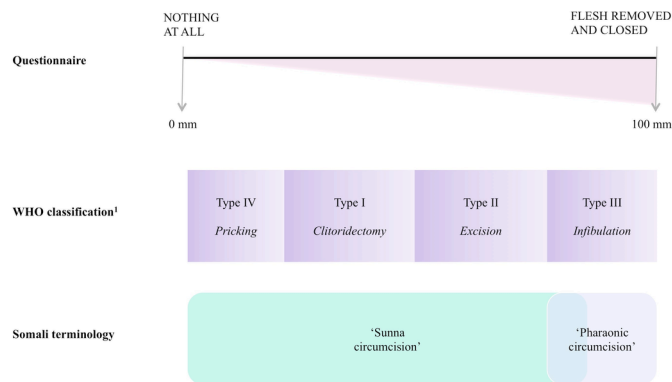 NOTHING
AT ALL
FLESH REMOVED
AND CLOSED
Questionnaire
0 mm
100 mm
WHO classification¹
Type IV
Pricking
Type I
Clitoridectomy
Type II
Excision
Type III
Infibulation
Somali terminology
‘Sunna
circumcision’
‘Pharaonic
circumcision’